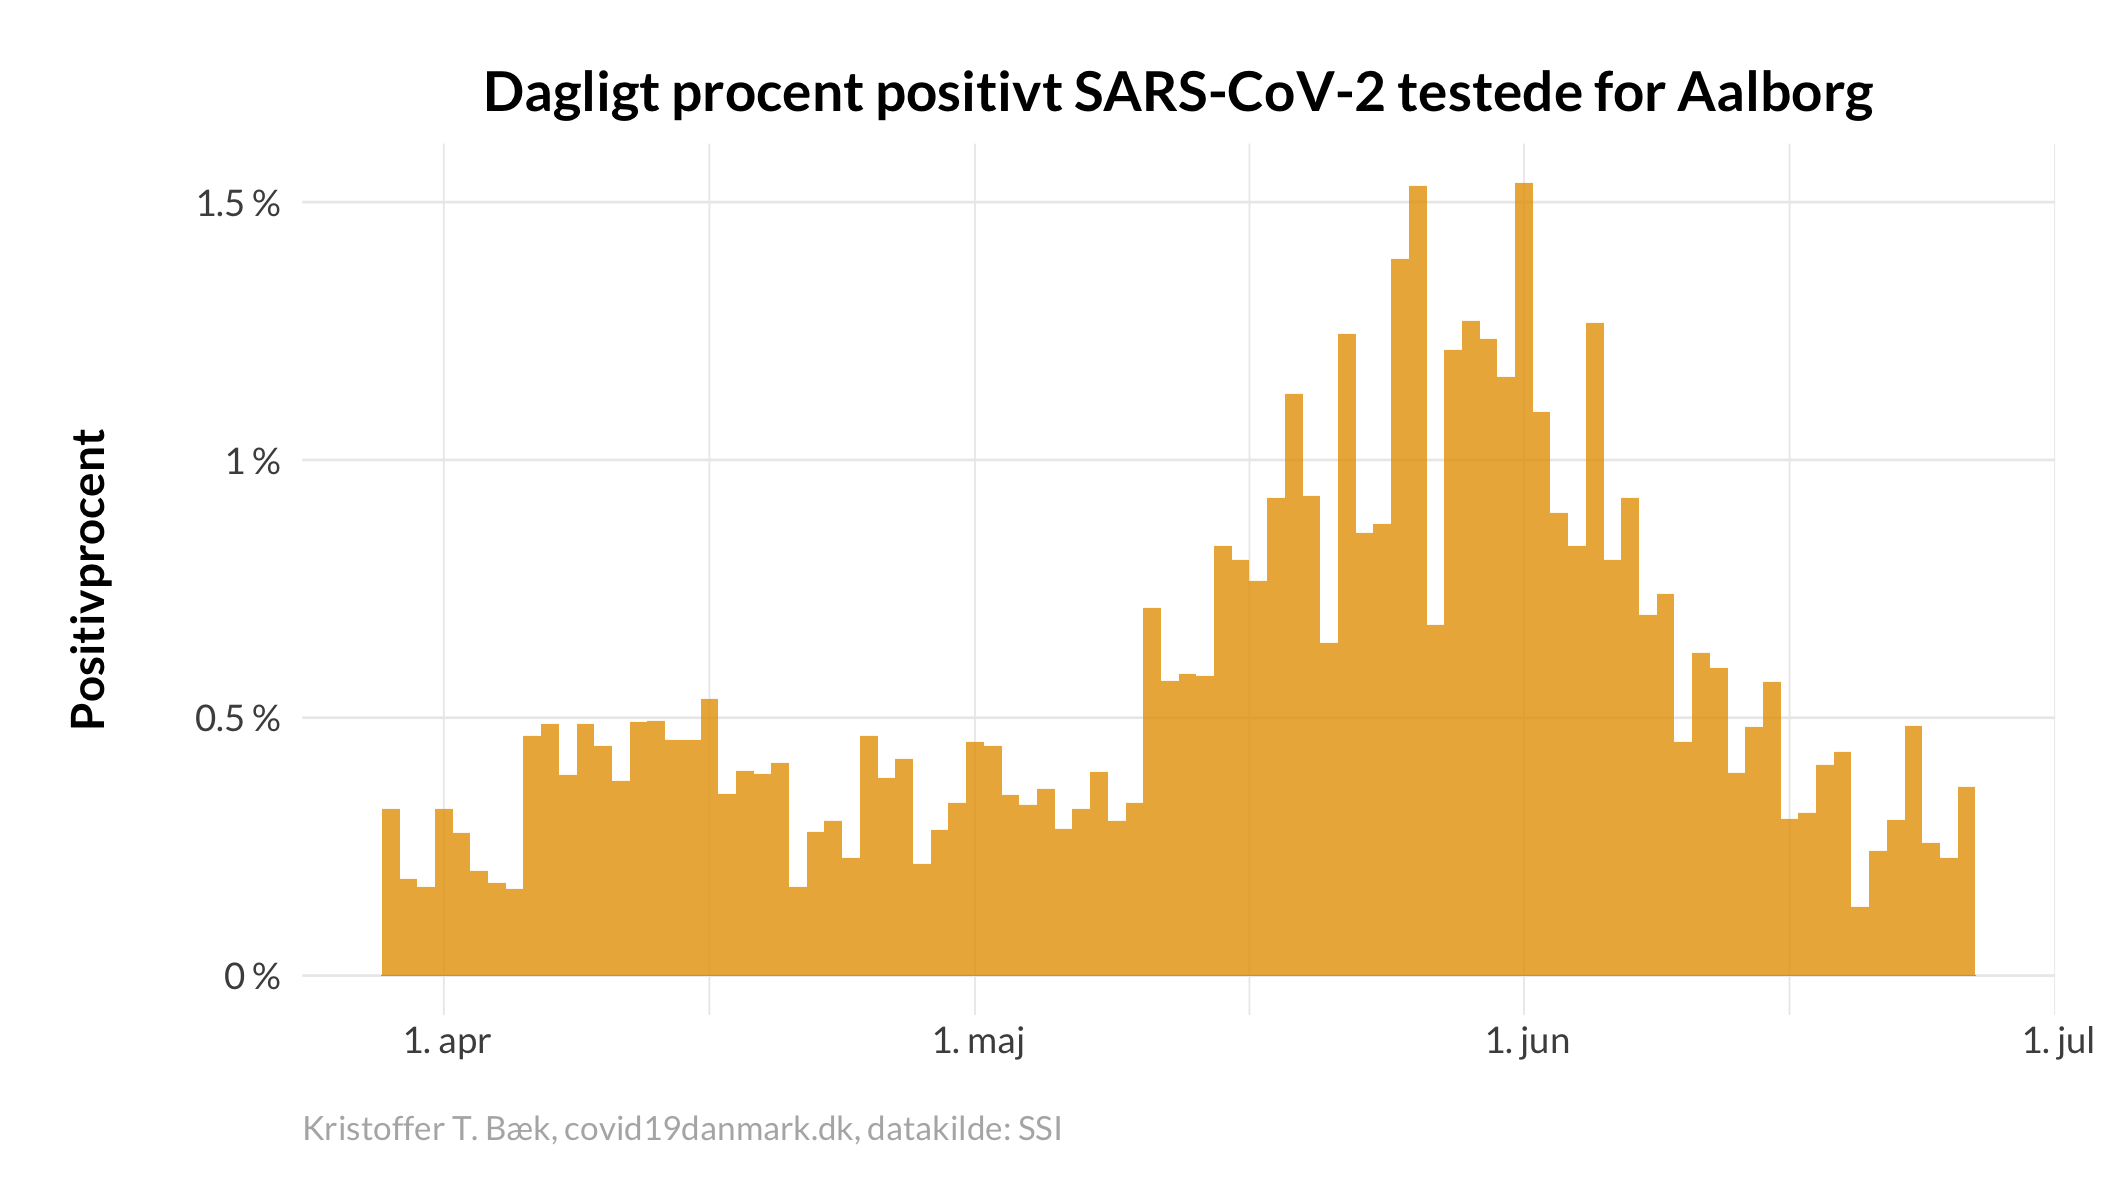 Dagligt procent positivt SARS-CoV-2 testede for Aalborg
Positivprocent
1.5 %
1 %
0.5 %
0 %
1. apr
1. maj
1. jun
1. jul
Kristoffer T. Bæk, covid19danmark.dk, datakilde: SSI